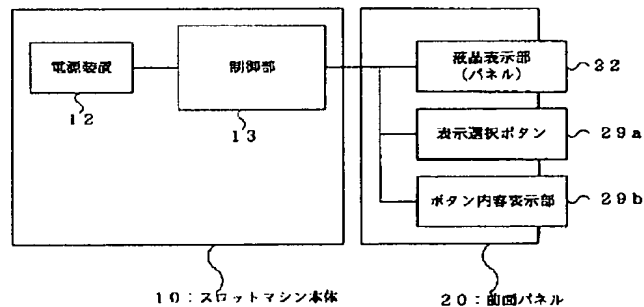 電源装置
12
制御部
13
液晶表示部
(パネル)
22
表示選択ボタン
29a
ボタン内容表示部
29b
10:スロットマシン本体
20:前面パネル